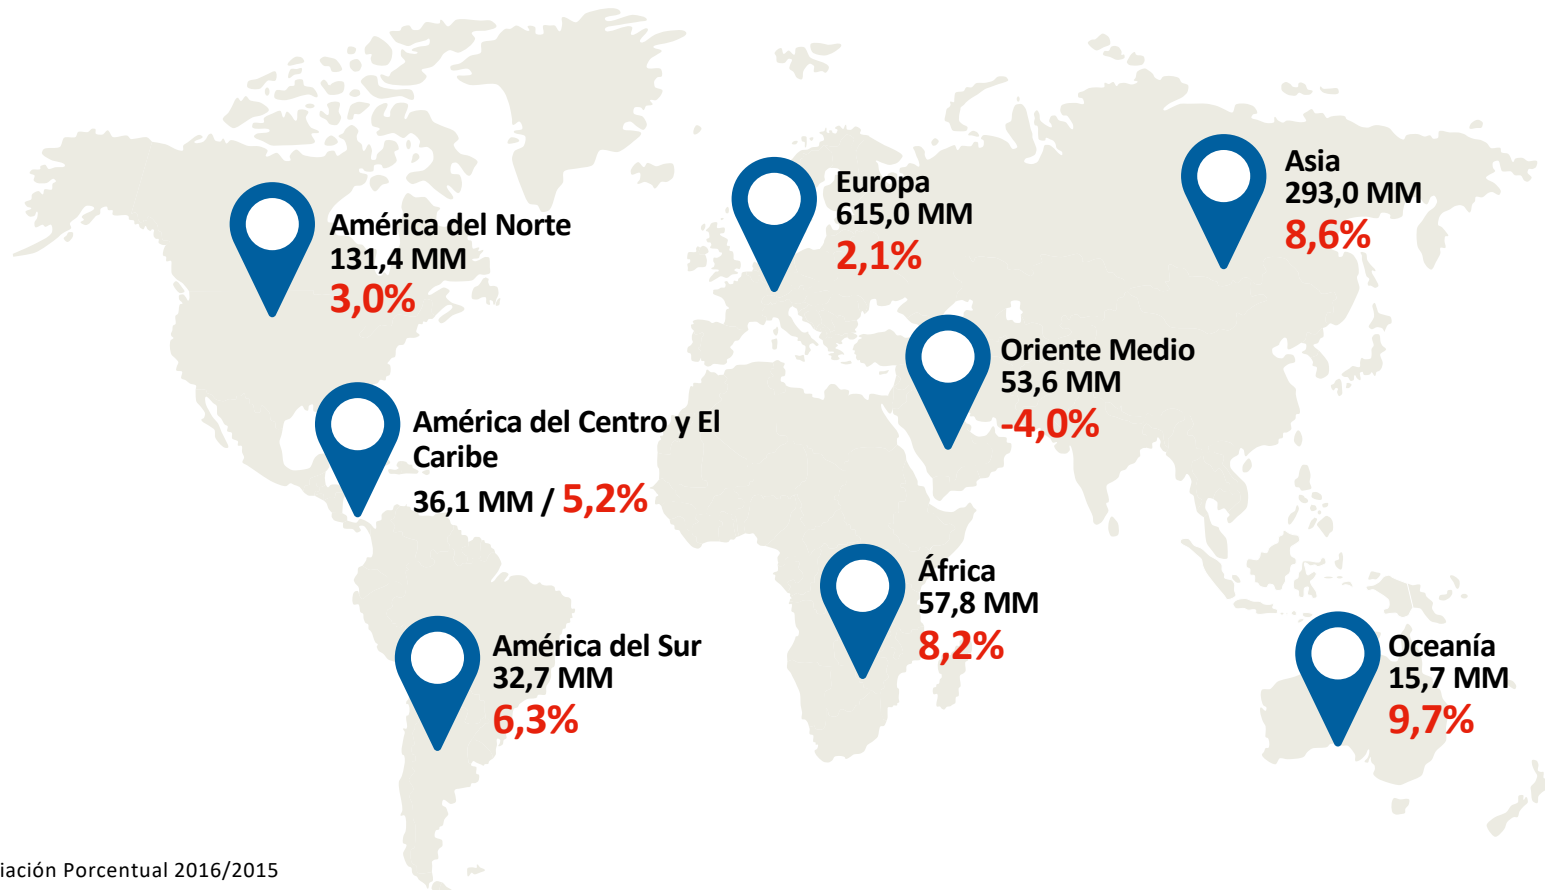 América del Norte
131,4 MM
3,0%
América del Centro y El
Caribe
36,1 MM / 5,2%
América del Sur
32,7 MM
6,3%
Europa
615,0 MM
2,1%
Oriente Medio
53,6 MM
-4,0%
África
57,8 MM
8,2%
Asia
293,0 MM
8,6%
Oceanía
15,7 MM
9,7%
iación Porcentual 2016/2015